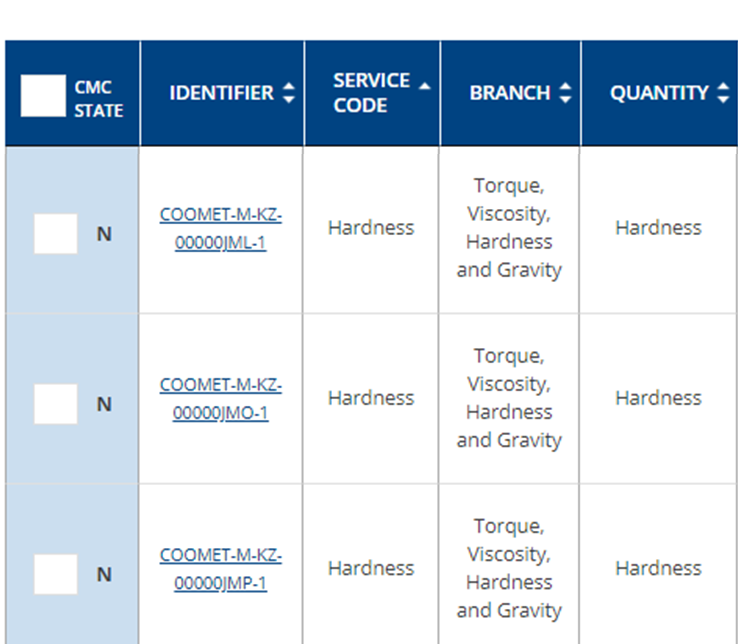 CMC STATE IDENTIFIER SERVICE CODE BRANCH QUANTITY
N COOMET-M-KZ-00000JML-1 Hardness Torque, Viscosity, Hardness and Gravity Hardness
N COOMET-M-KZ-00000JMO-1 Hardness Torque, Viscosity, Hardness and Gravity Hardness
N COOMET-M-KZ-00000JMP-1 Hardness Torque, Viscosity, Hardness and Gravity Hardness